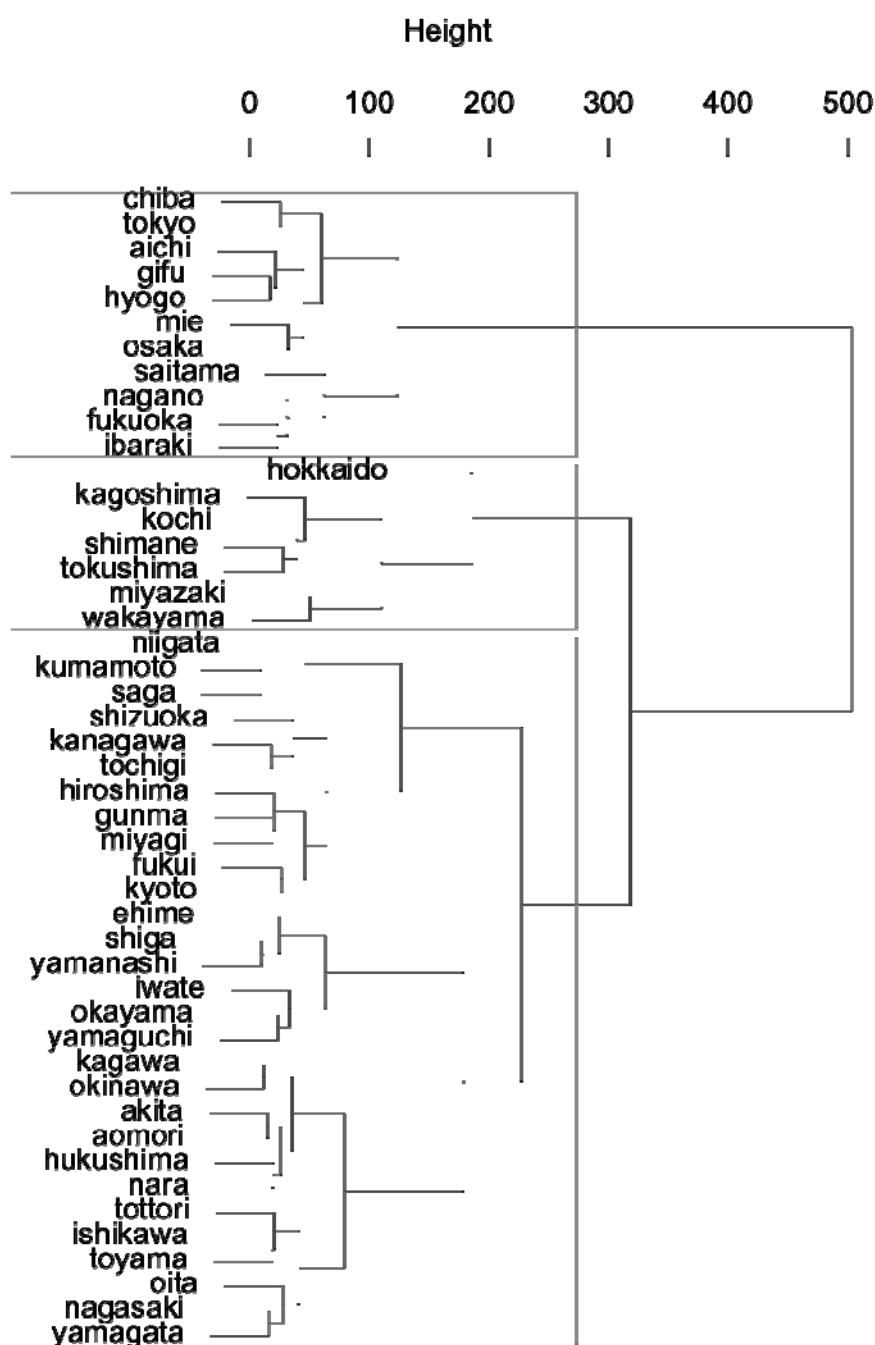 Height
0 100 200 300 400 500
chiba
tokyo
aichi
gifu
hyogo
mie
osaka
saitama
nagano
fukuoka
ibaraki
hokkaido
kagoshima
kochi
shimane
tokushima
miyazaki
wakayama
niigata
kumamoto
saga
shizuoka
kanagawa
tochigi
hiroshima
gunma
miyagi
fukui
kyoto
ehime
shiga
yamanashi
iwate
okayama
yamaguchi
kagawa
okinawa
akita
aomori
hukushima
nara
tottori
ishikawa
toyama
oita
nagasaki
yamagata